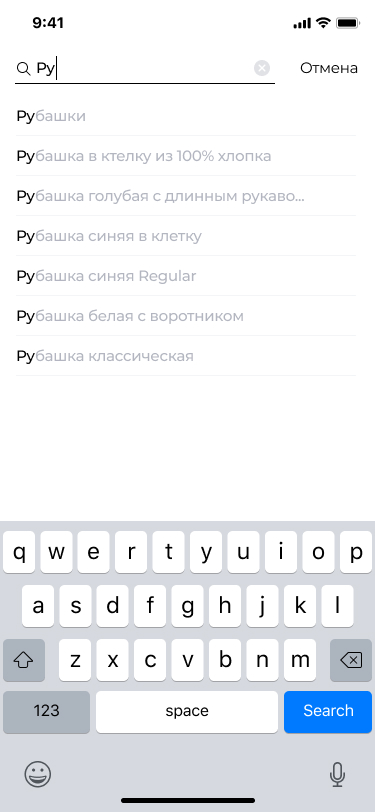 9:41
Ру
Отмена
Рубашки
Рубашка в ктелку из 100% хлопка
Рубашка голубая с длинным рукаво...
Рубашка синяя в клетку
Рубашка синяя Regular
Рубашка белая с воротником
Рубашка классическая
q w e r t y u i o p
a s d f g h j k l
z x c v b n m
123 space Search